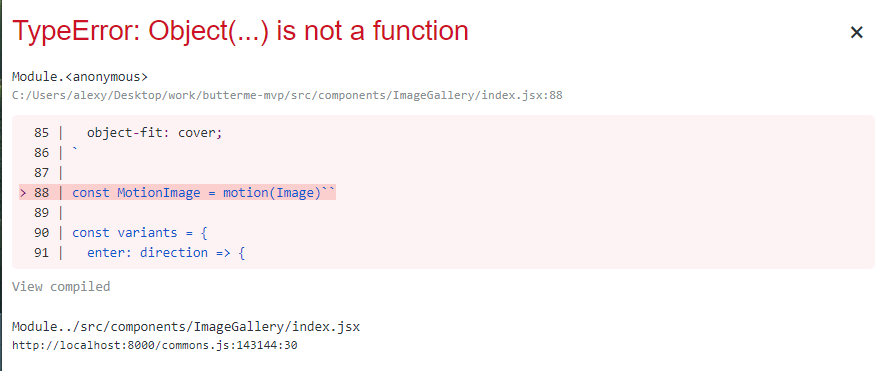 TypeError: Object(...) is not a function
×
Module.<anonymous>
C:/Users/alexy/Desktop/work/butterme-mvp/src/components/ImageGallery/index.jsx:88
85 |   object-fit: cover;
86 | `
87 |
> 88 | const MotionImage = motion(Image)``
89 |
90 | const variants = {
91 |   enter: direction => {
View compiled
Module../src/components/ImageGallery/index.jsx
http://localhost:8000/commons.js:143144:30